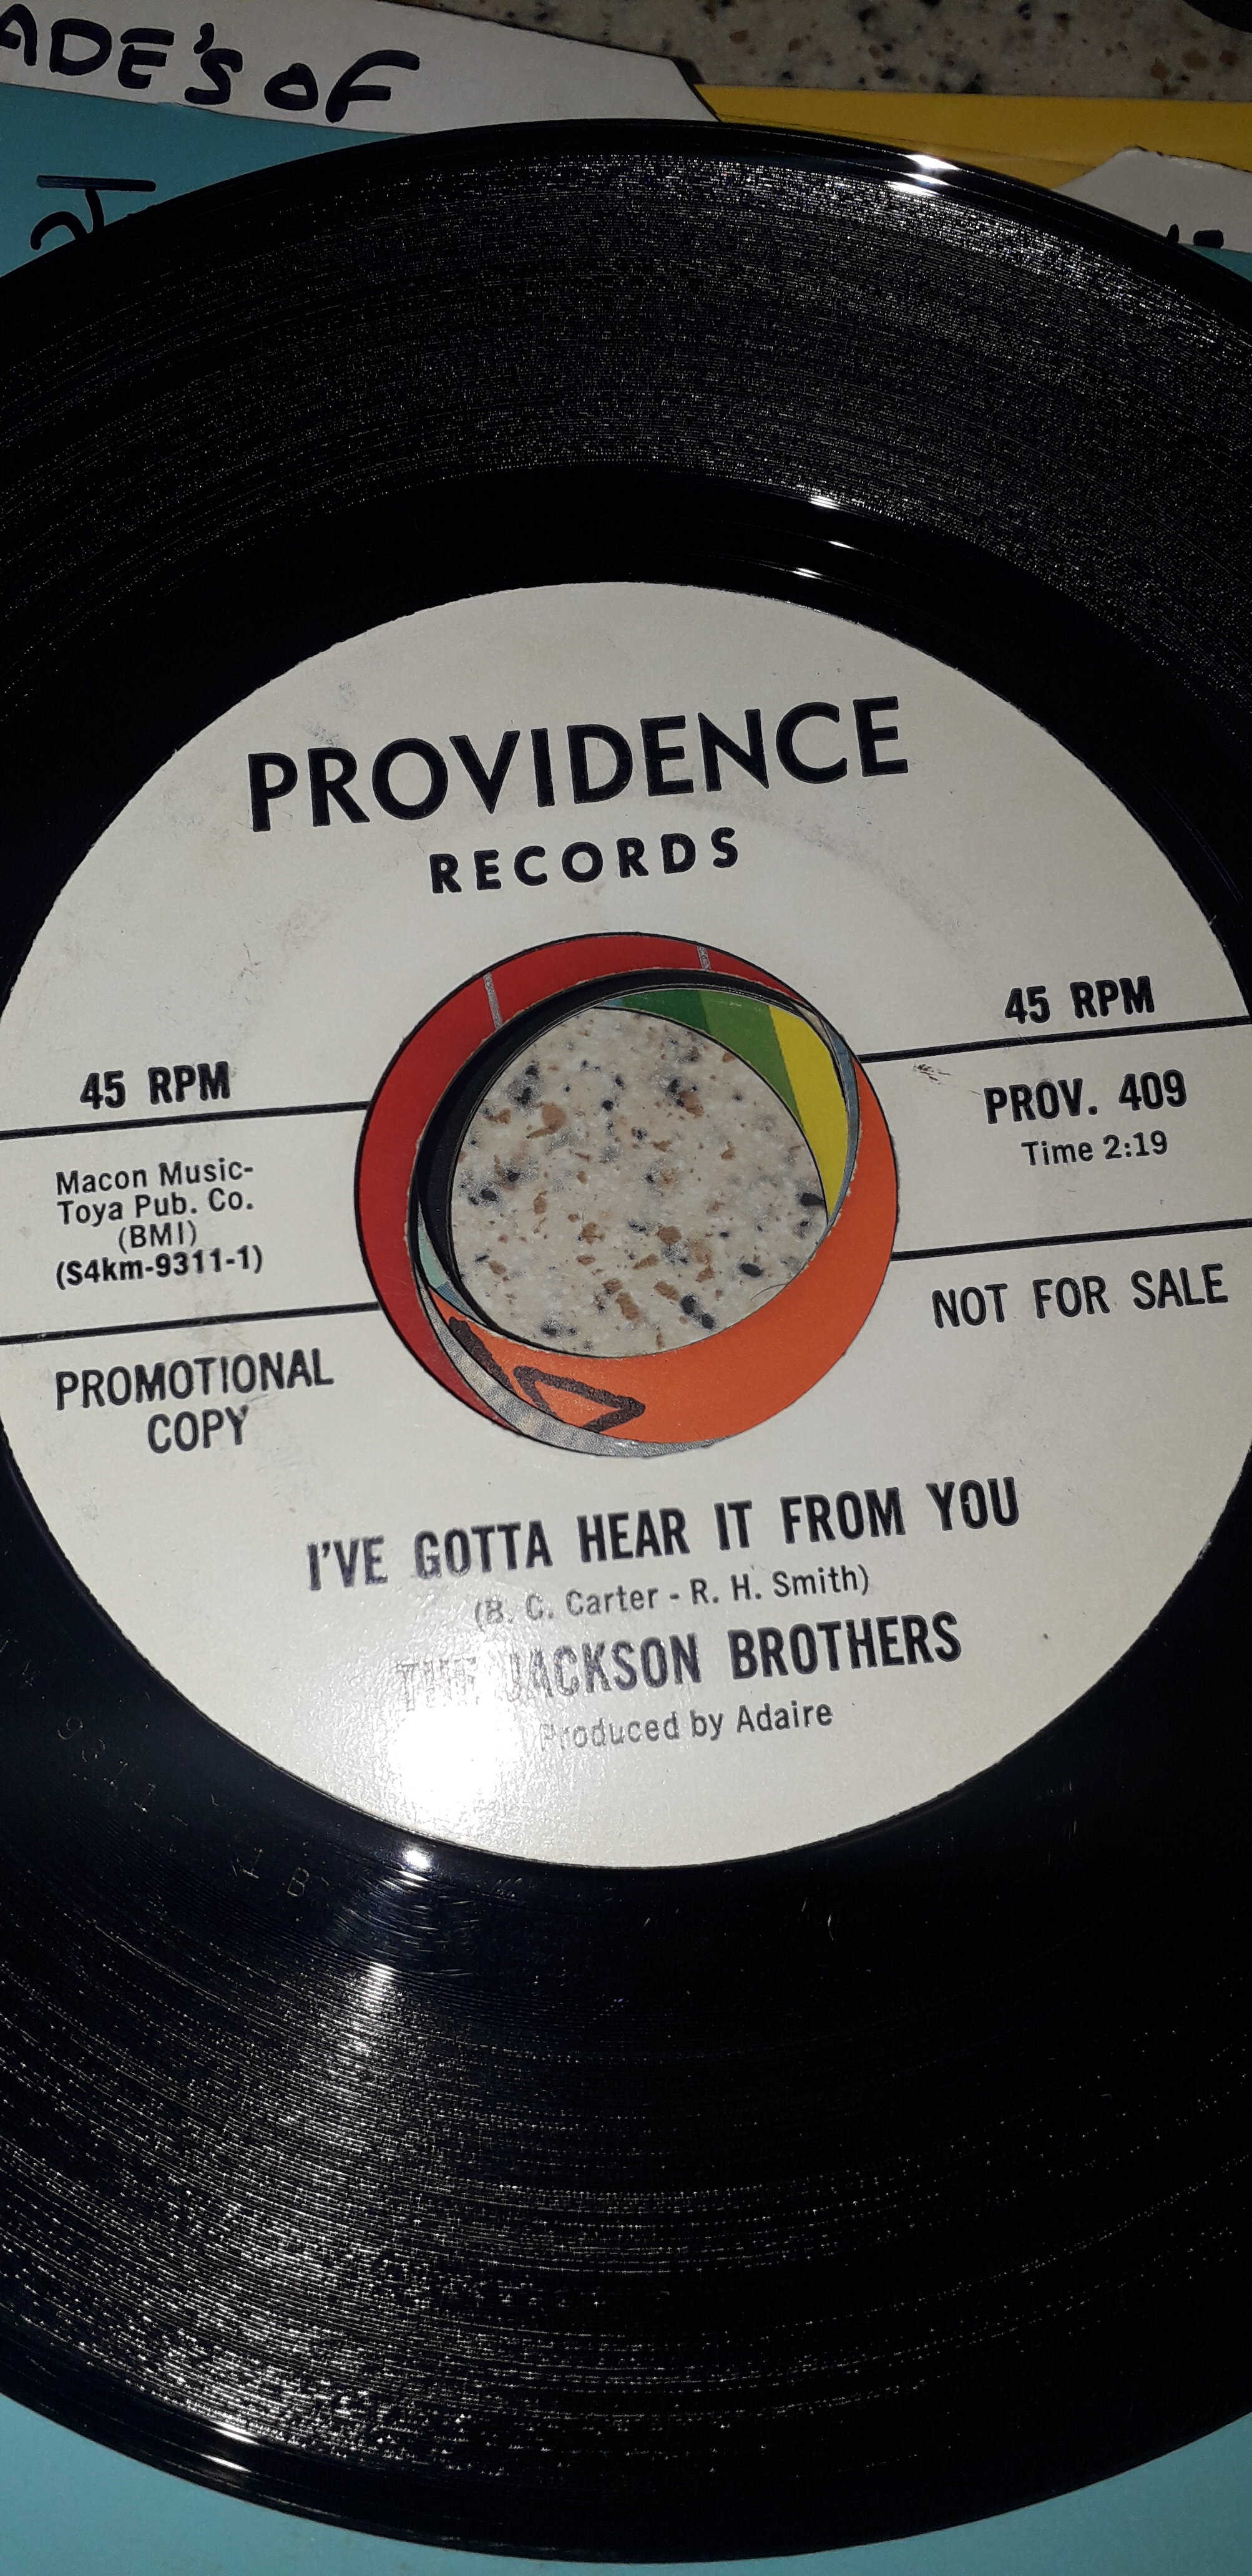 ADE'S OF
PROVIDENCE
RECORDS
45 RPM
45 RPM
Macon Music-
Toya Pub. Co.
(BMI)
(S4km-9311-1)
PROV. 409
Time 2:19
PROMOTIONAL
COPY
NOT FOR SALE
I'VE GOTTA HEAR IT FROM YOU
(B. C. Carter - R. H. Smith)
THE JACKSON BROTHERS
Produced by Adaire